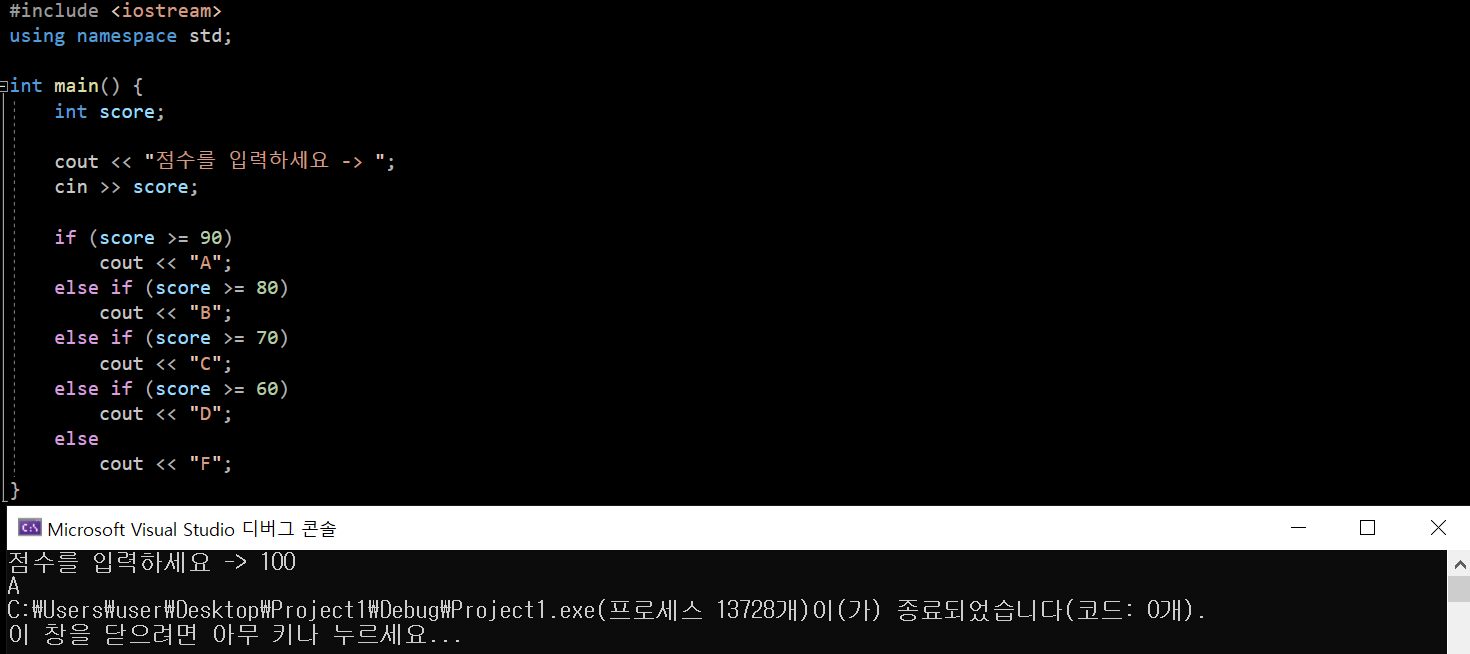 #include <iostream>
using namespace std;
int main() {
int score;
cout << "점수를 입력하세요 -> ";
cin >> score;
if (score >= 90)
cout << "A";
else if (score >= 80)
cout << "B";
else if (score >= 70)
cout << "C";
else if (score >= 60)
cout << "D";
else
cout << "F";
}
Microsoft Visual Studio 디버그 콘솔
점수를 입력하세요 -> 100
A
C:₩Users₩user₩Desktop₩Project1₩Debug₩Project1.exe(프로세스 13728개)이(가) 종료되었습니다(코드: 0개).
이 창을 닫으려면 아무 키나 누르세요...